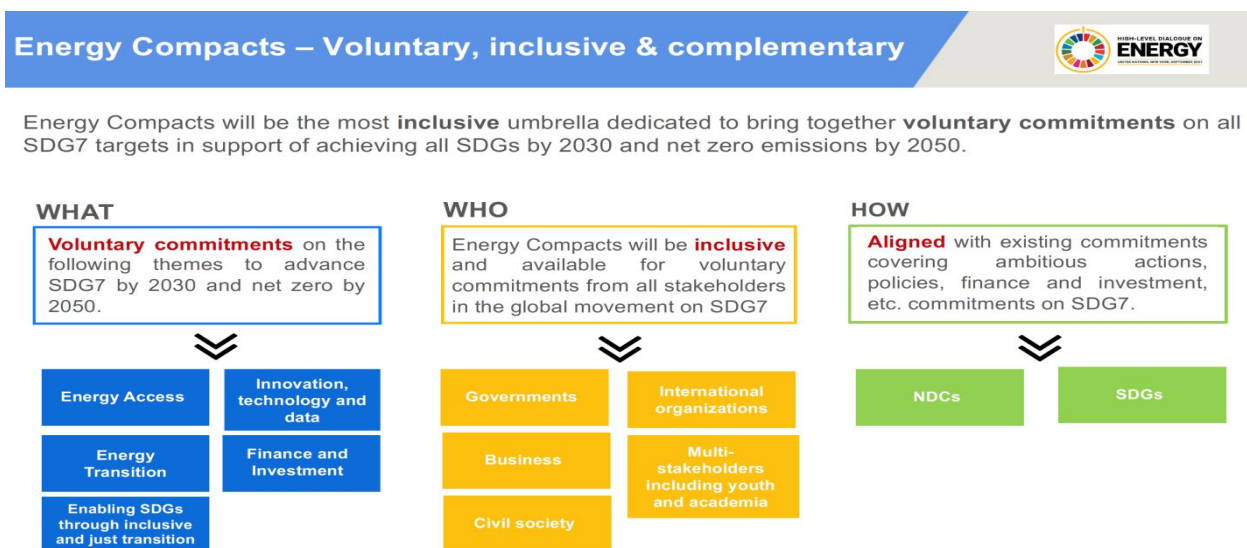 Energy Compacts – Voluntary, inclusive & complementary
HIGH-LEVEL DIALOGUE ON
ENERGY
UNITED NATIONS, NEW YORK, SEPTEMBER 2021
Energy Compacts will be the most inclusive umbrella dedicated to bring together voluntary commitments on all
SDG7 targets in support of achieving all SDGs by 2030 and net zero emissions by 2050.
WHAT
Voluntary commitments on the
following themes to advance
SDG7 by 2030 and net zero by
2050.
Energy Access
Innovation,
technology and
data
Energy
Transition
Finance and
Investment
Enabling SDGs
through inclusive
and just transition
WHO
Energy Compacts will be inclusive
and available for voluntary
commitments from all stakeholders
in the global movement on SDG7
Governments
International
organizations
Business
Multi-
stakeholders
including youth
and academia
Civil society
HOW
Aligned with existing commitments
covering ambitious actions,
policies, finance and investment,
etc. commitments on SDG7.
NDCs
SDGs